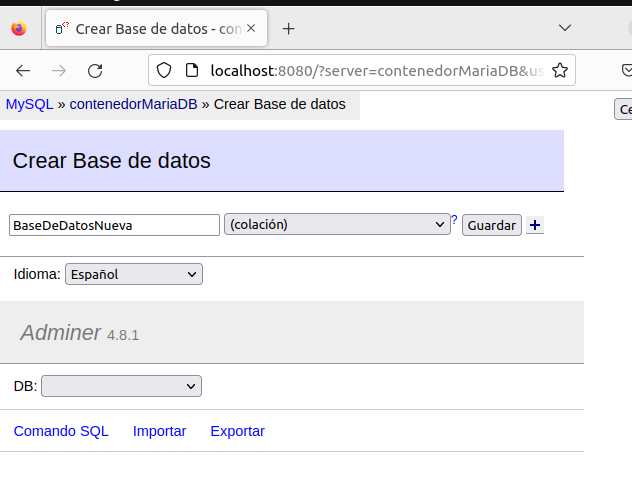 Crear Base de datos - con
localhost:8080/?server=contenedorMariaDB&us
MySQL » contenedorMariaDB » Crear Base de datos
Ce
Crear Base de datos
BaseDeDatosNueva (colación) ? Guardar +
Idioma: Español
Adminer 4.8.1
DB:
Comando SQL Importar Exportar